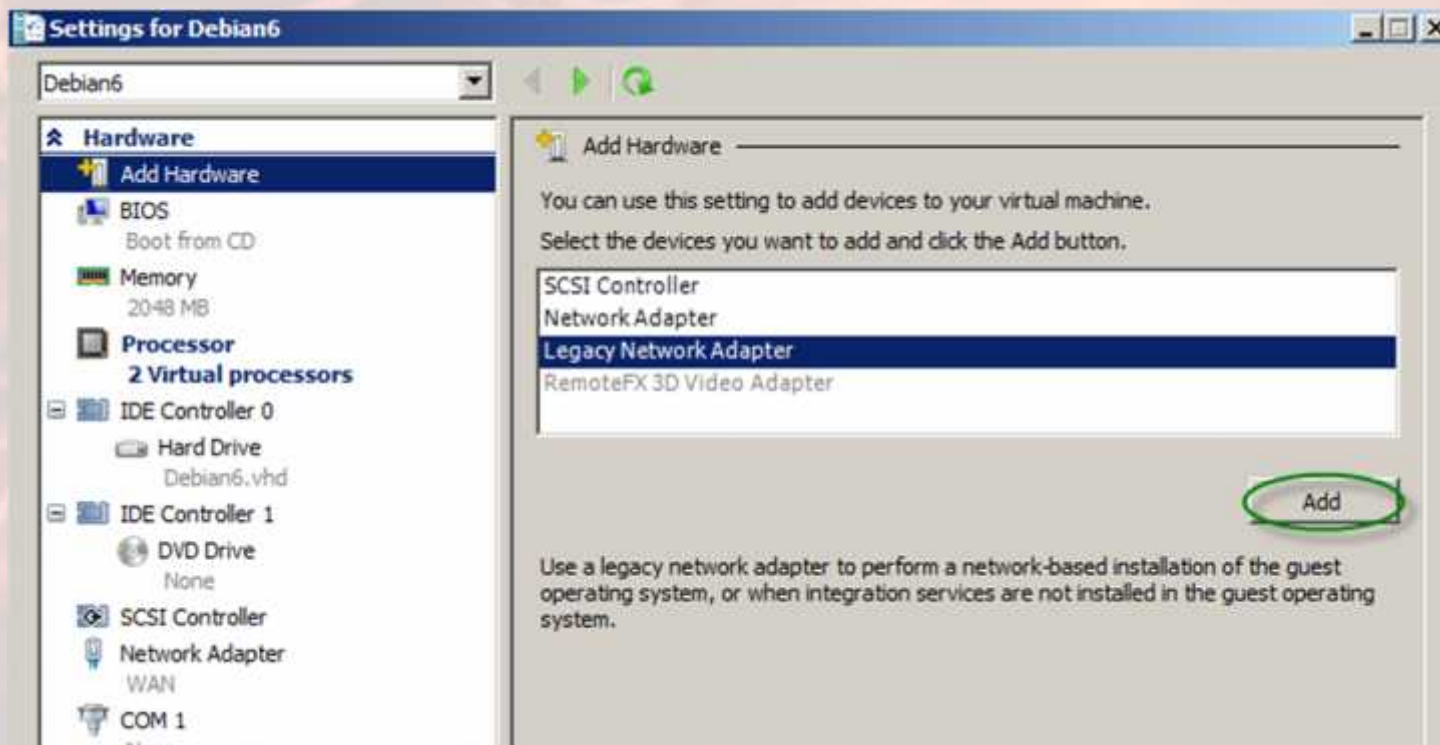 Settings for Debian6
Debian6
Hardware
Add Hardware
BIOS
Boot from CD
Memory
2048 MB
Processor
2 Virtual processors
IDE Controller 0
Hard Drive
Debian6.vhd
IDE Controller 1
DVD Drive
None
SCSI Controller
Network Adapter
WAN
COM 1
Add Hardware
You can use this setting to add devices to your virtual machine.
Select the devices you want to add and click the Add button.
SCSI Controller
Network Adapter
Legacy Network Adapter
RemoteFX 3D Video Adapter
Add
Use a legacy network adapter to perform a network-based installation of the guest
operating system, or when integration services are not installed in the guest operating
system.